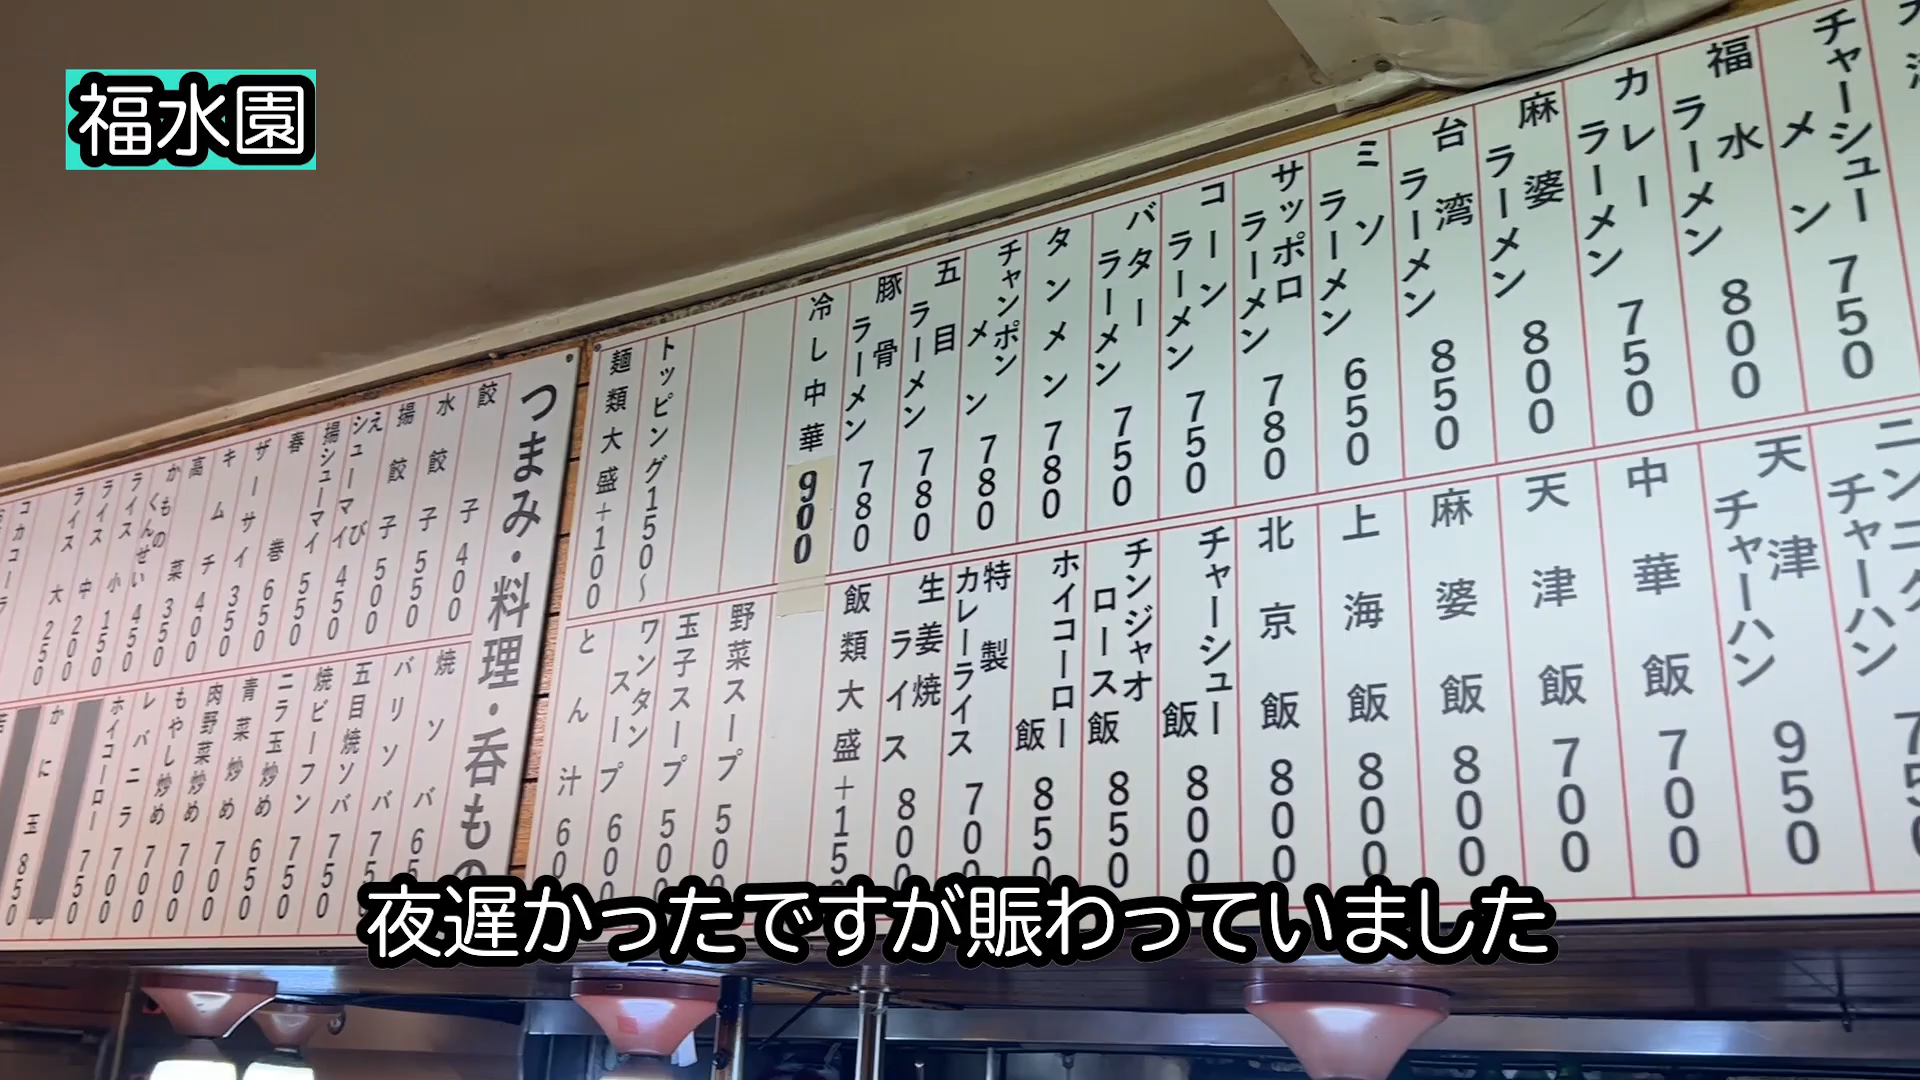 福水園
チャーシューメン 750
福水ラーメン 800
カレーラーメン 750
麻婆ラーメン 800
台湾ラーメン 850
ミソラーメン 650
サッポロラーメン 780
コーンラーメン 750
バターラーメン 750
タンメン 780
チャンポンメン 780
五目ラーメン 780
豚骨ラーメン 780
冷し中華 900
トッピング150〜
麺類大盛+100
天津チャーハン 950
中華飯 700
天津飯 700
麻婆飯 800
上海飯 800
北京飯 800
チャーシュー飯 800
チンジャオロース飯 850
ホイコーロー飯 850
特製カレーライス 700
生姜焼ライス 800
飯類大盛+15
野菜スープ 500
玉子スープ 500
ワンタンスープ 600
とん汁 60
つまみ・料理・呑もの
餃子 400
水餃子 550
揚餃子 500
えびシューマイ 450
揚シューマイ 550
春巻 650
ザーサイ 350
キムチ 400
高菜 350
かものくんせい 450
ライス 小 150
ライス 中 200
ライス 大 250
コカコーラ
焼ソバ 65
バリソバ 75
五目焼ソバ 750
焼ビーフン 750
ニラ玉炒め 650
青菜炒め 700
肉野菜炒め 700
もやし炒め 700
レバニラ 700
ホイコーロー 750
かに玉 850
夜遅かったですが賑わっていました